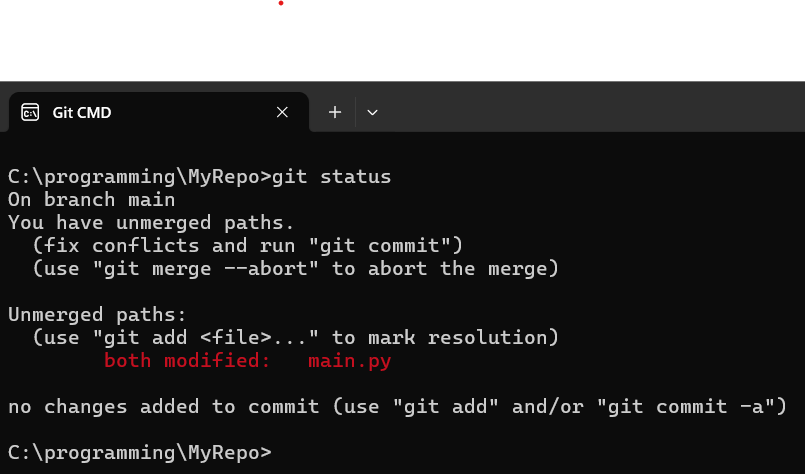 Git CMD
C:\programming\MyRepo>git status
On branch main
You have unmerged paths.
  (fix conflicts and run "git commit")
  (use "git merge --abort" to abort the merge)
Unmerged paths:
  (use "git add <file>..." to mark resolution)
        both modified:   main.py
no changes added to commit (use "git add" and/or "git commit -a")
C:\programming\MyRepo>